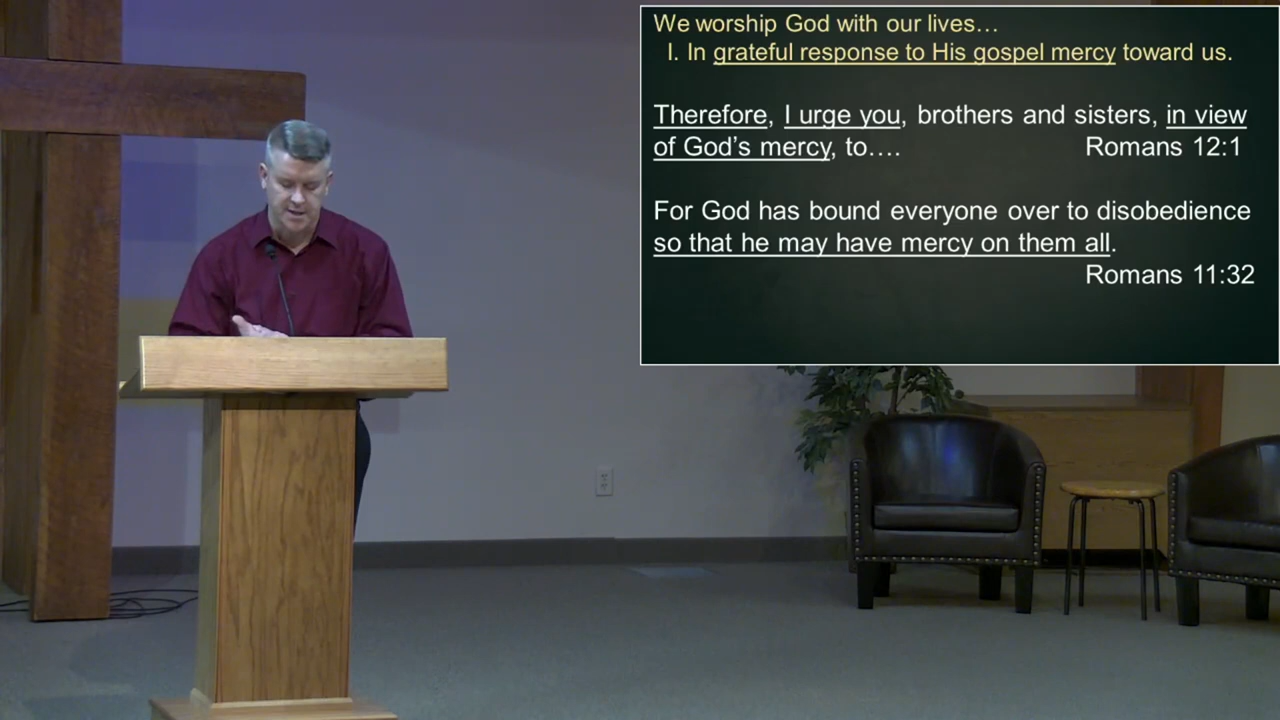 We worship God with our lives…
I. In grateful response to His gospel mercy toward us.
Therefore, I urge you, brothers and sisters, in view
of God’s mercy, to…. Romans 12:1
For God has bound everyone over to disobedience
so that he may have mercy on them all.
Romans 11:32